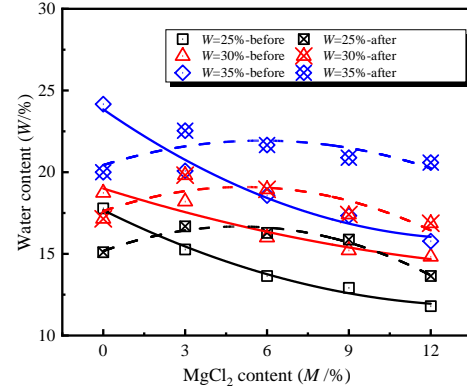 30
25
20
15
10
Water content (W/%)
W=25%-before W=25%-after
W=30%-before W=30%-after
W=35%-before W=35%-after
0 3 6 9 12
MgCl₂ content (M /%)